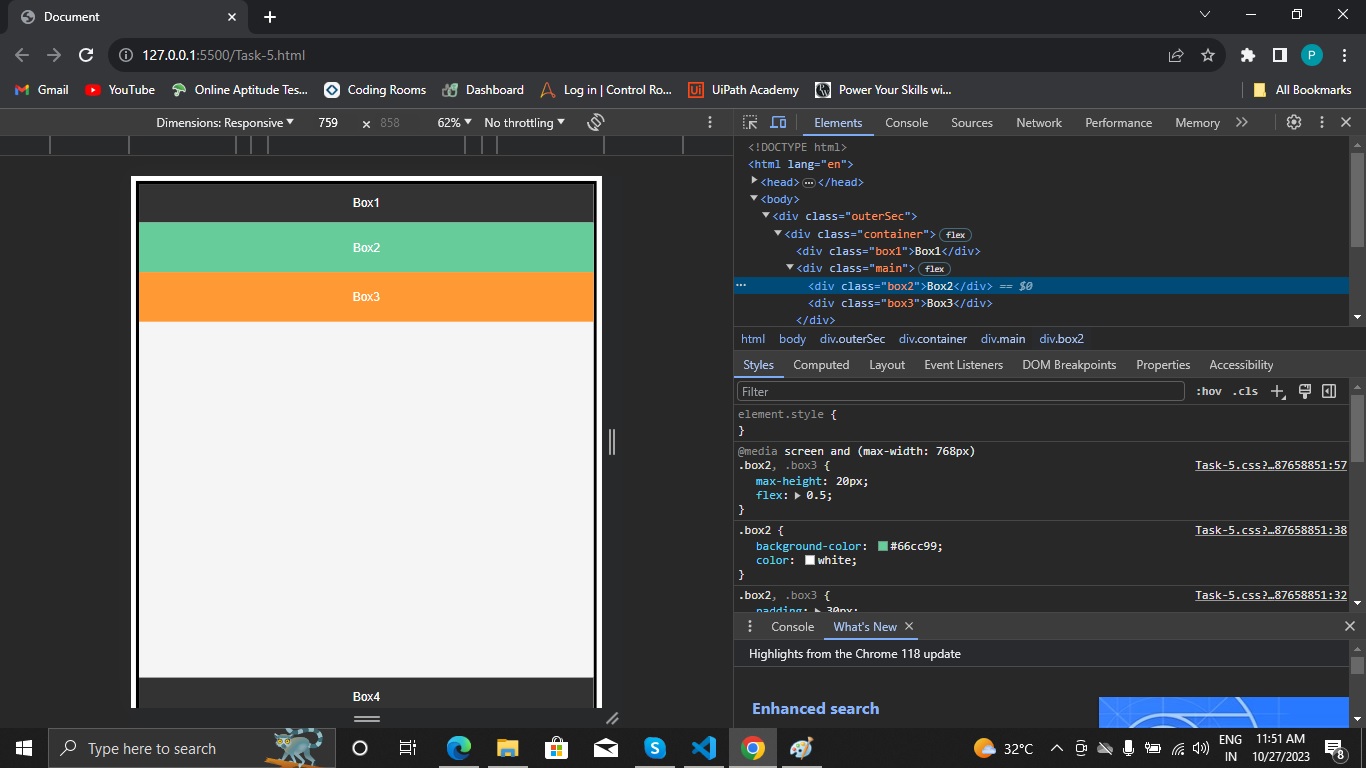 Document
127.0.0.1:5500/Task-5.html
P
Gmail YouTube Online Aptitude Tes... Coding Rooms Dashboard Log in | Control Ro... UiPath Academy Power Your Skills wi... All Bookmarks
Dimensions: Responsive 759 x 858 62% No throttling
Elements Console Sources Network Performance Memory
<!DOCTYPE html>
<html lang="en">
<head> … </head>
<body>
<div class="outerSec">
<div class="container"> flex
<div class="box1">Box1</div>
<div class="main"> flex
<div class="box2">Box2</div> == $0
<div class="box3">Box3</div>
</div>
html body div.outerSec div.container div.main div.box2
Styles Computed Layout Event Listeners DOM Breakpoints Properties Accessibility
Filter :hov .cls
element.style {
}
@media screen and (max-width: 768px)
.box2, .box3 { Task-5.css?…87658851:57
max-height: 20px;
flex: 0.5;
}
.box2 { Task-5.css?…87658851:38
background-color: #66cc99;
color: white;
}
.box2, .box3 { Task-5.css?…87658851:32
padding: 30px;
Console What's New
Highlights from the Chrome 118 update
Enhanced search
Box1
Box2
Box3
Box4
Type here to search
32°C
ENG
IN
11:51 AM
10/27/2023
8